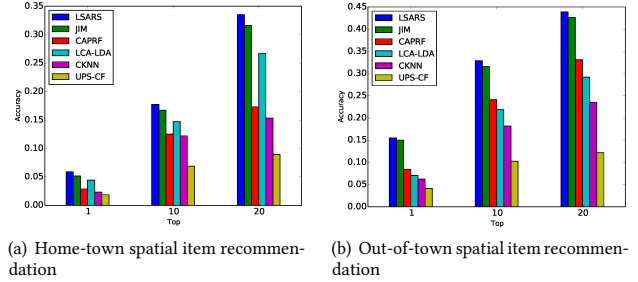 0.35
0.30
0.25
0.20
0.15
0.10
0.05
0.00
Accuracy
LSARS
JIM
CAPRF
LCA-LDA
CKNN
UPS-CF
1 10 20
Top
(a) Home-town spatial item recommen-
dation
0.45
0.40
0.35
0.30
0.25
0.20
0.15
0.10
0.05
0.00
Accuracy
LSARS
JIM
CAPRF
LCA-LDA
CKNN
UPS-CF
1 10 20
Top
(b) Out-of-town spatial item recommen-
dation